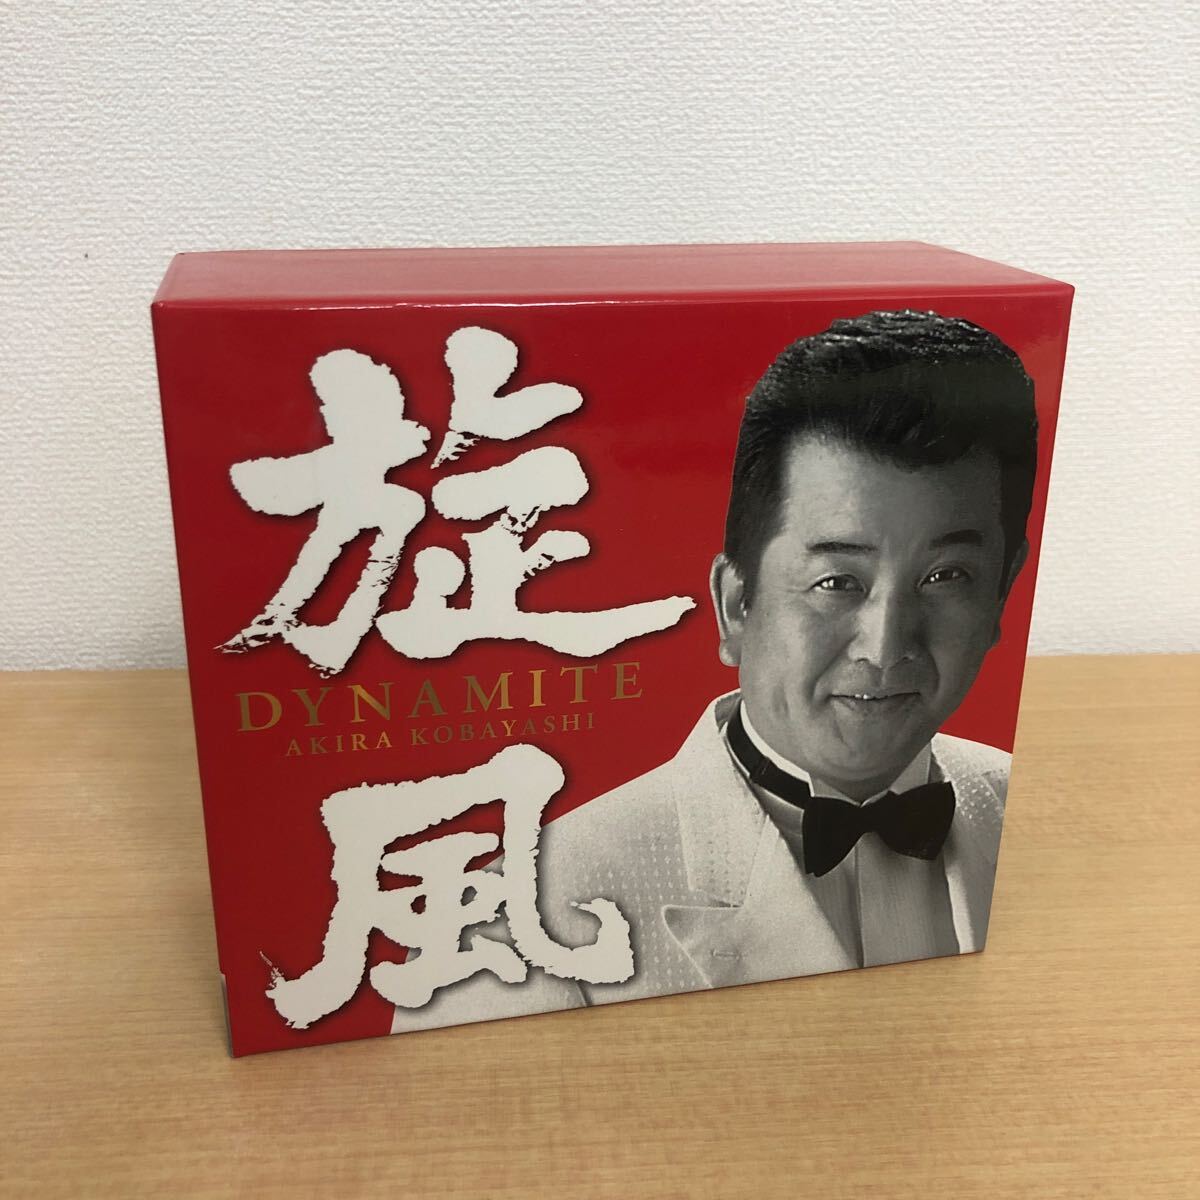 旋
DYNAMITE
AKIRA KOBAYASHI
風